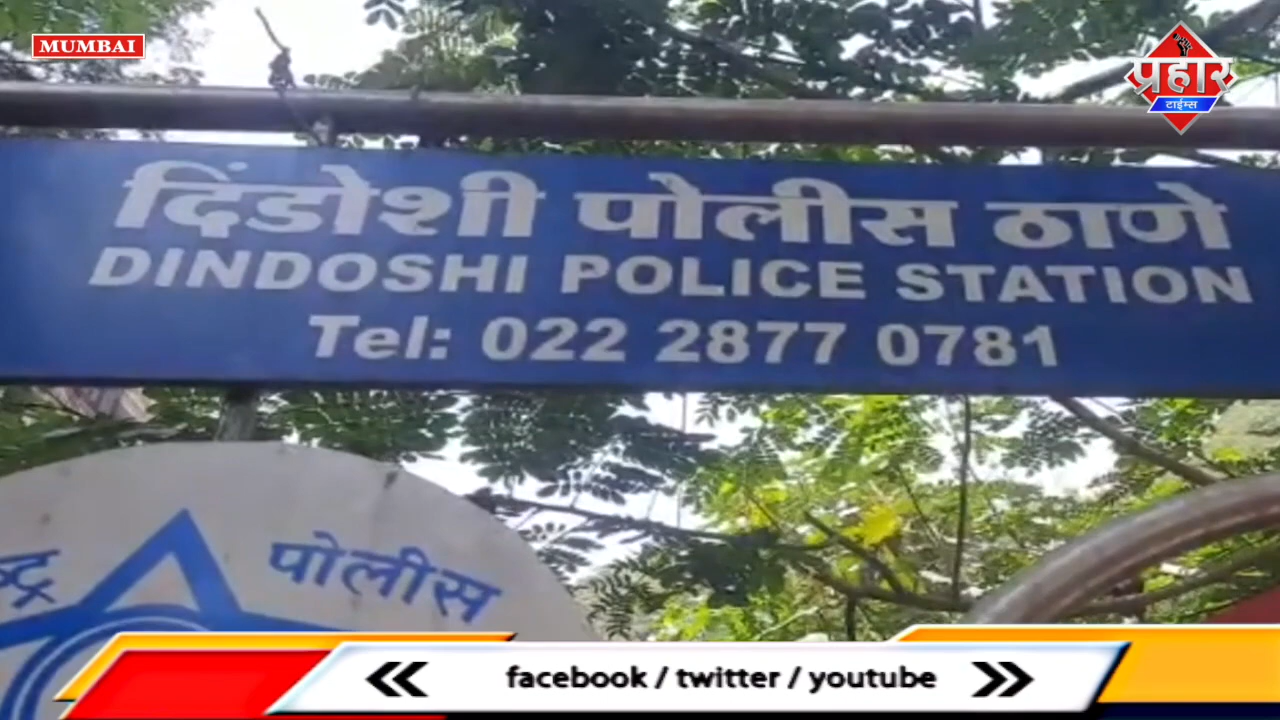 MUMBAI
प्रहार
टाईम्स
दिंडोशी पोलीस ठाणे
DINDOSHI POLICE STATION
Tel: 022 2877 0781
पोलीस
facebook / twitter / youtube